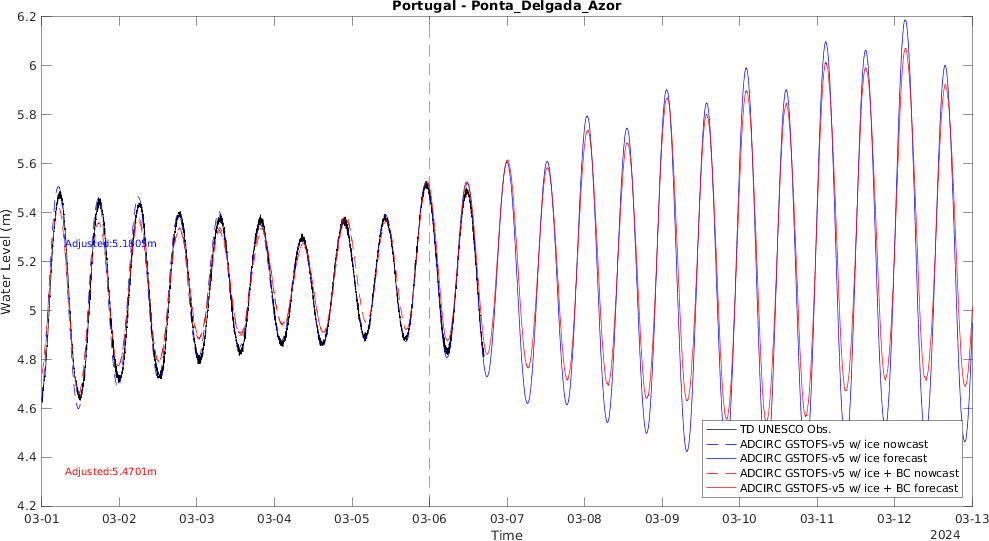 Portugal - Ponta_Delgada_Azor
6.2
6
5.8
5.6
5.4
5.2
5
4.8
4.6
4.4
4.2
Water Level (m)
Adjusted:5.1805m
Adjusted:5.4701m
TD UNESCO Obs.
ADCIRC GSTOFS-v5 w/ ice nowcast
ADCIRC GSTOFS-v5 w/ ice forecast
ADCIRC GSTOFS-v5 w/ ice + BC nowcast
ADCIRC GSTOFS-v5 w/ ice + BC forecast
03-01 03-02 03-03 03-04 03-05 03-06 03-07 03-08 03-09 03-10 03-11 03-12 03-13
Time
2024